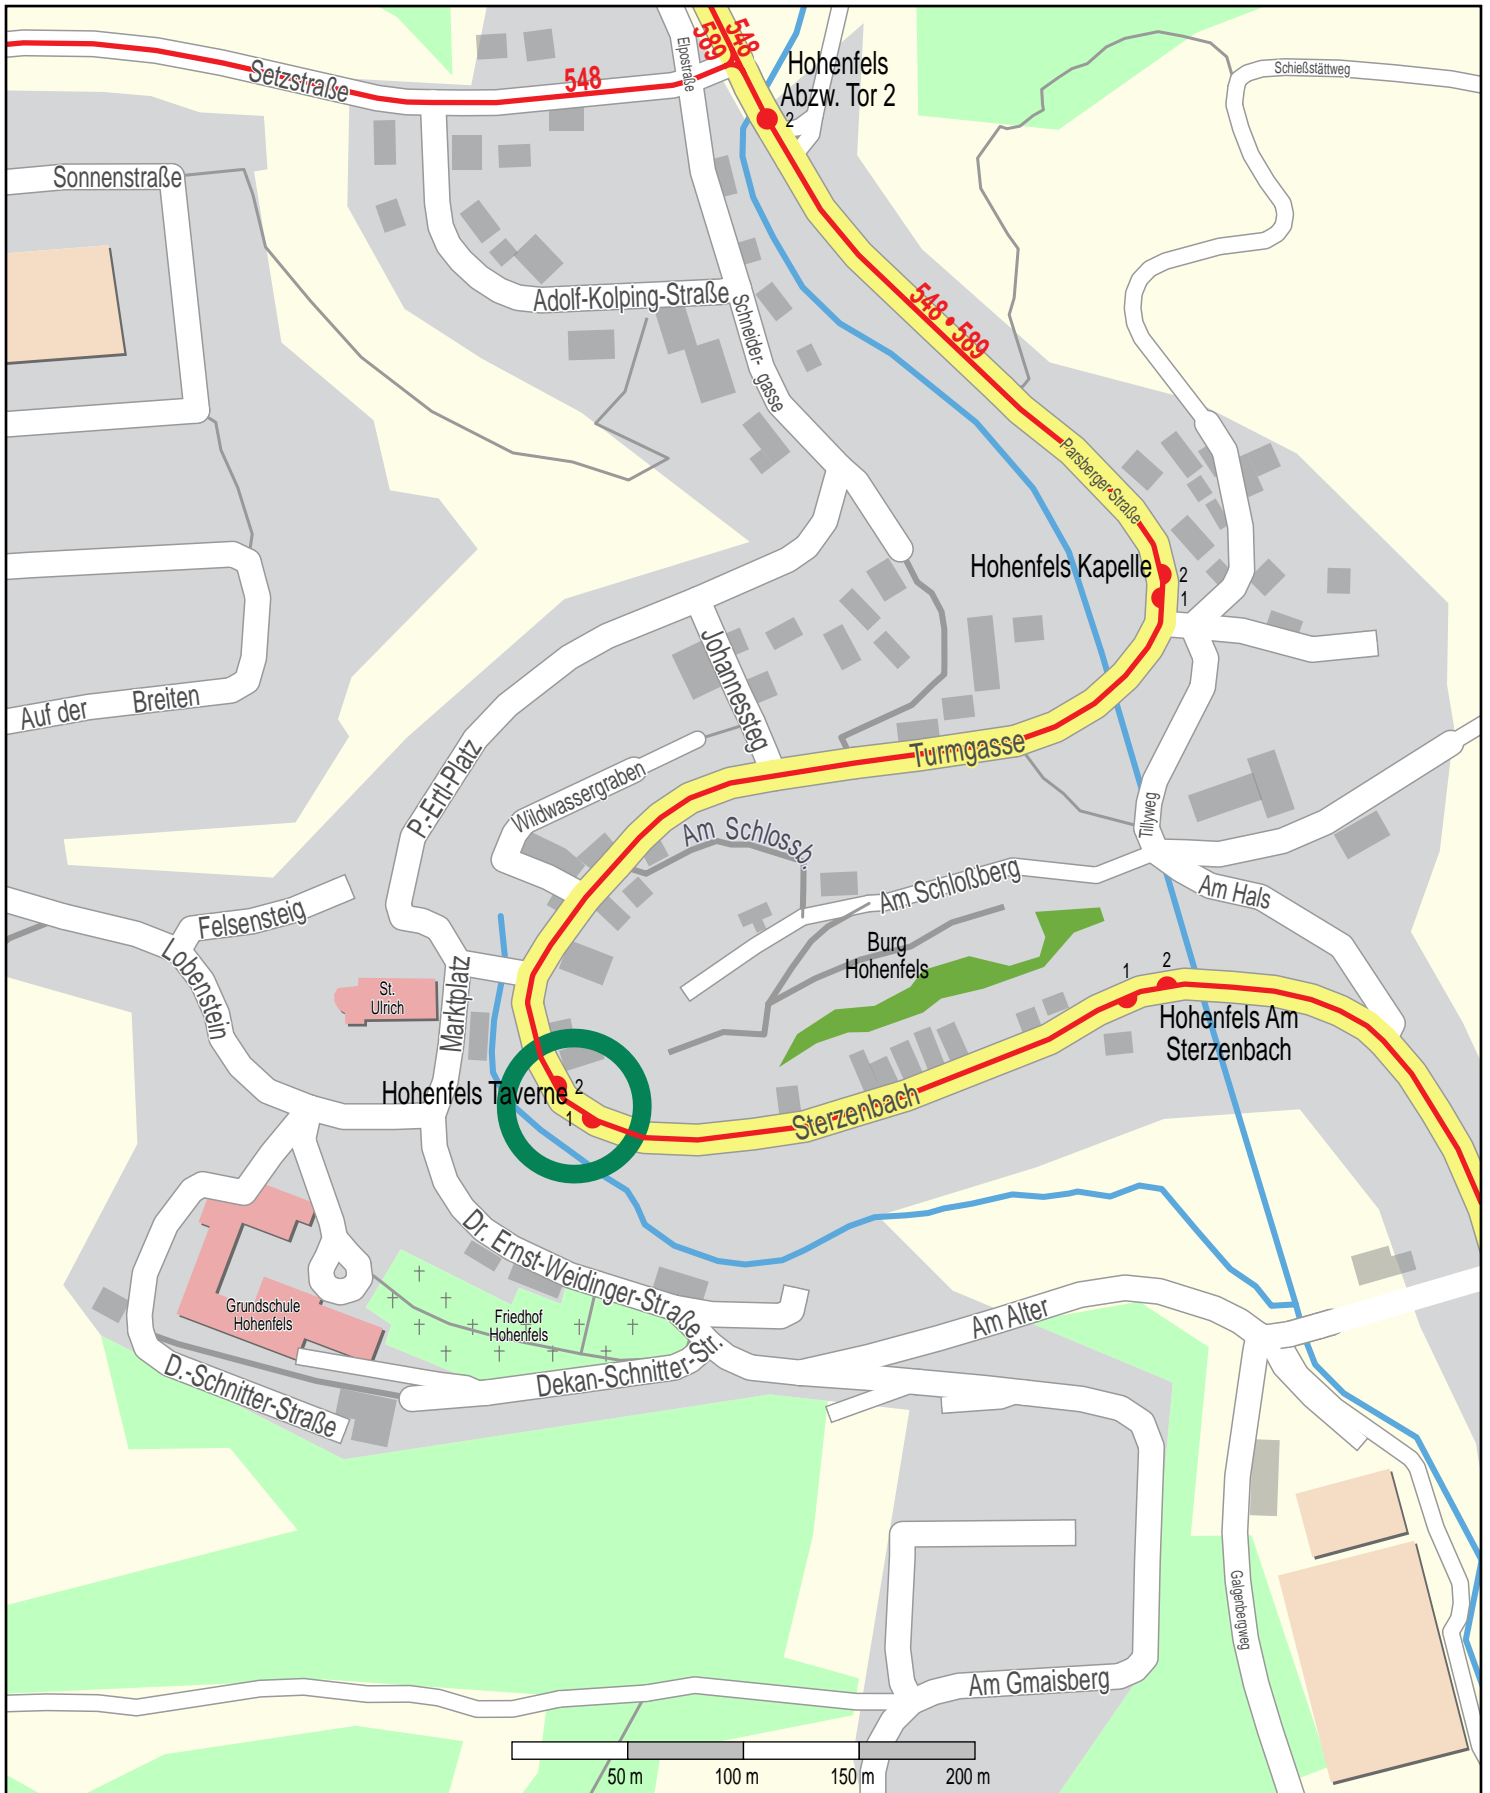 548
589
Hohenfels
Abzw. Tor 2
2
Elpostraße
Schießstättweg
Setzstraße
548
Sonnenstraße
Adolf-Kolping-Straße
Schneider- gasse
548 • 589
Parsberger Straße
Hohenfels Kapelle
2
1
Johannessteg
Auf der Breiten
P.-Ertl-Platz
Turmgasse
Wildwassergraben
Am Schlossb.
Tillyweg
Am Schloßberg
Am Hals
Felsensteig
Lobenstein
Burg
Hohenfels
St.
Ulrich
Marktplatz
1
2
Hohenfels Am
Sterzenbach
Hohenfels Taverne
2
1
Sterzenbach
Dr. Ernst-Weidinger-Straße
Grundschule
Hohenfels
Friedhof
Hohenfels
Am Alter
D.-Schnitter-Straße
Dekan-Schnitter-Str.
Galgenbergweg
Am Gmaisberg
50 m
100 m
150 m
200 m